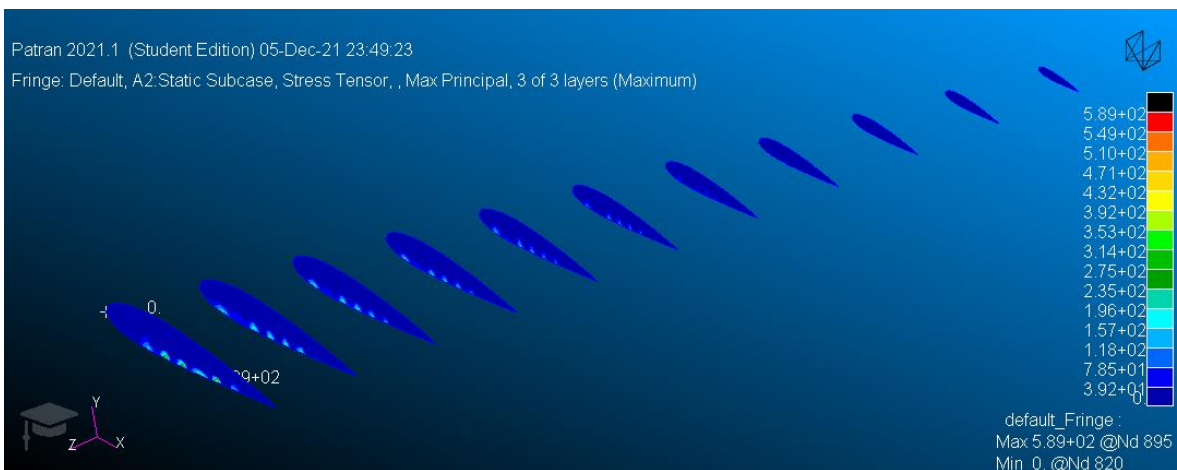 Patran 2021.1 (Student Edition) 05-Dec-21 23:49:23
Fringe: Default, A2:Static Subcase, Stress Tensor, , Max Principal, 3 of 3 layers (Maximum)
5.89+02
5.49+02
5.10+02
4.71+02
4.32+02
3.92+02
3.53+02
3.14+02
2.75+02
2.35+02
1.96+02
1.57+02
1.18+02
7.85+01
3.92+01
0.
0.
39+02
Y
Z
X
default_Fringe :
Max 5.89+02 @Nd 895
Min 0. @Nd 820